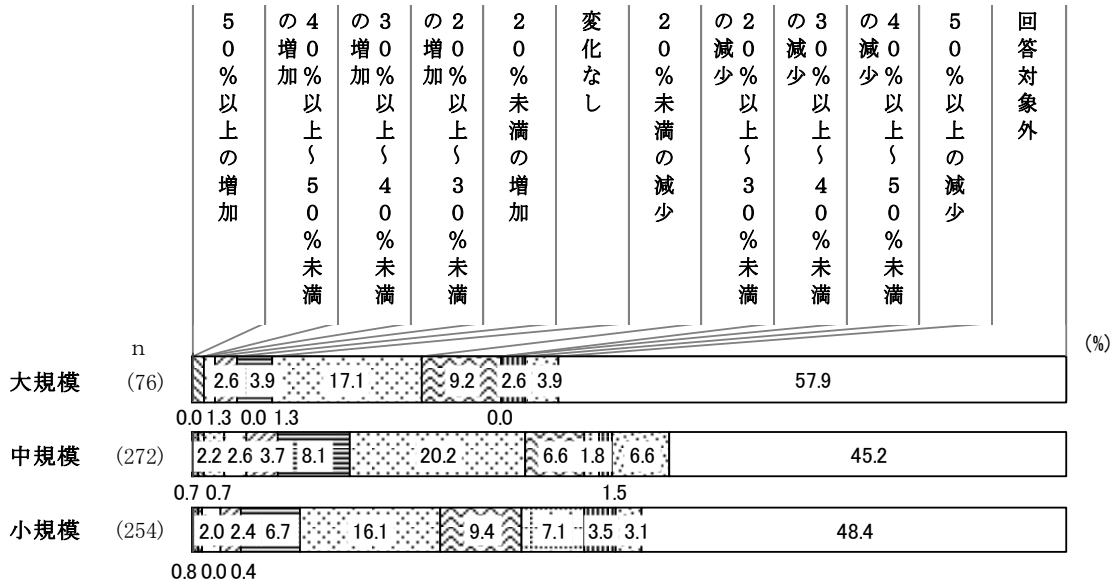 50%以上の増加
40%以上～50%未満の増加
30%以上～40%未満の増加
20%以上～30%未満の増加
20%未満の増加
変化なし
20%未満の減少
20%以上～30%未満の減少
30%以上～40%未満の減少
40%以上～50%未満の減少
50%以上の減少
回答対象外
n
(%)
大規模 (76) 2.6 3.9 17.1 9.2 2.6 3.9 57.9
0.0 1.3 0.0 1.3 0.0
中規模 (272) 2.2 2.6 3.7 8.1 20.2 6.6 1.8 6.6 45.2
0.7 0.7 1.5
小規模 (254) 2.0 2.4 6.7 16.1 9.4 7.1 3.5 3.1 48.4
0.8 0.0 0.4